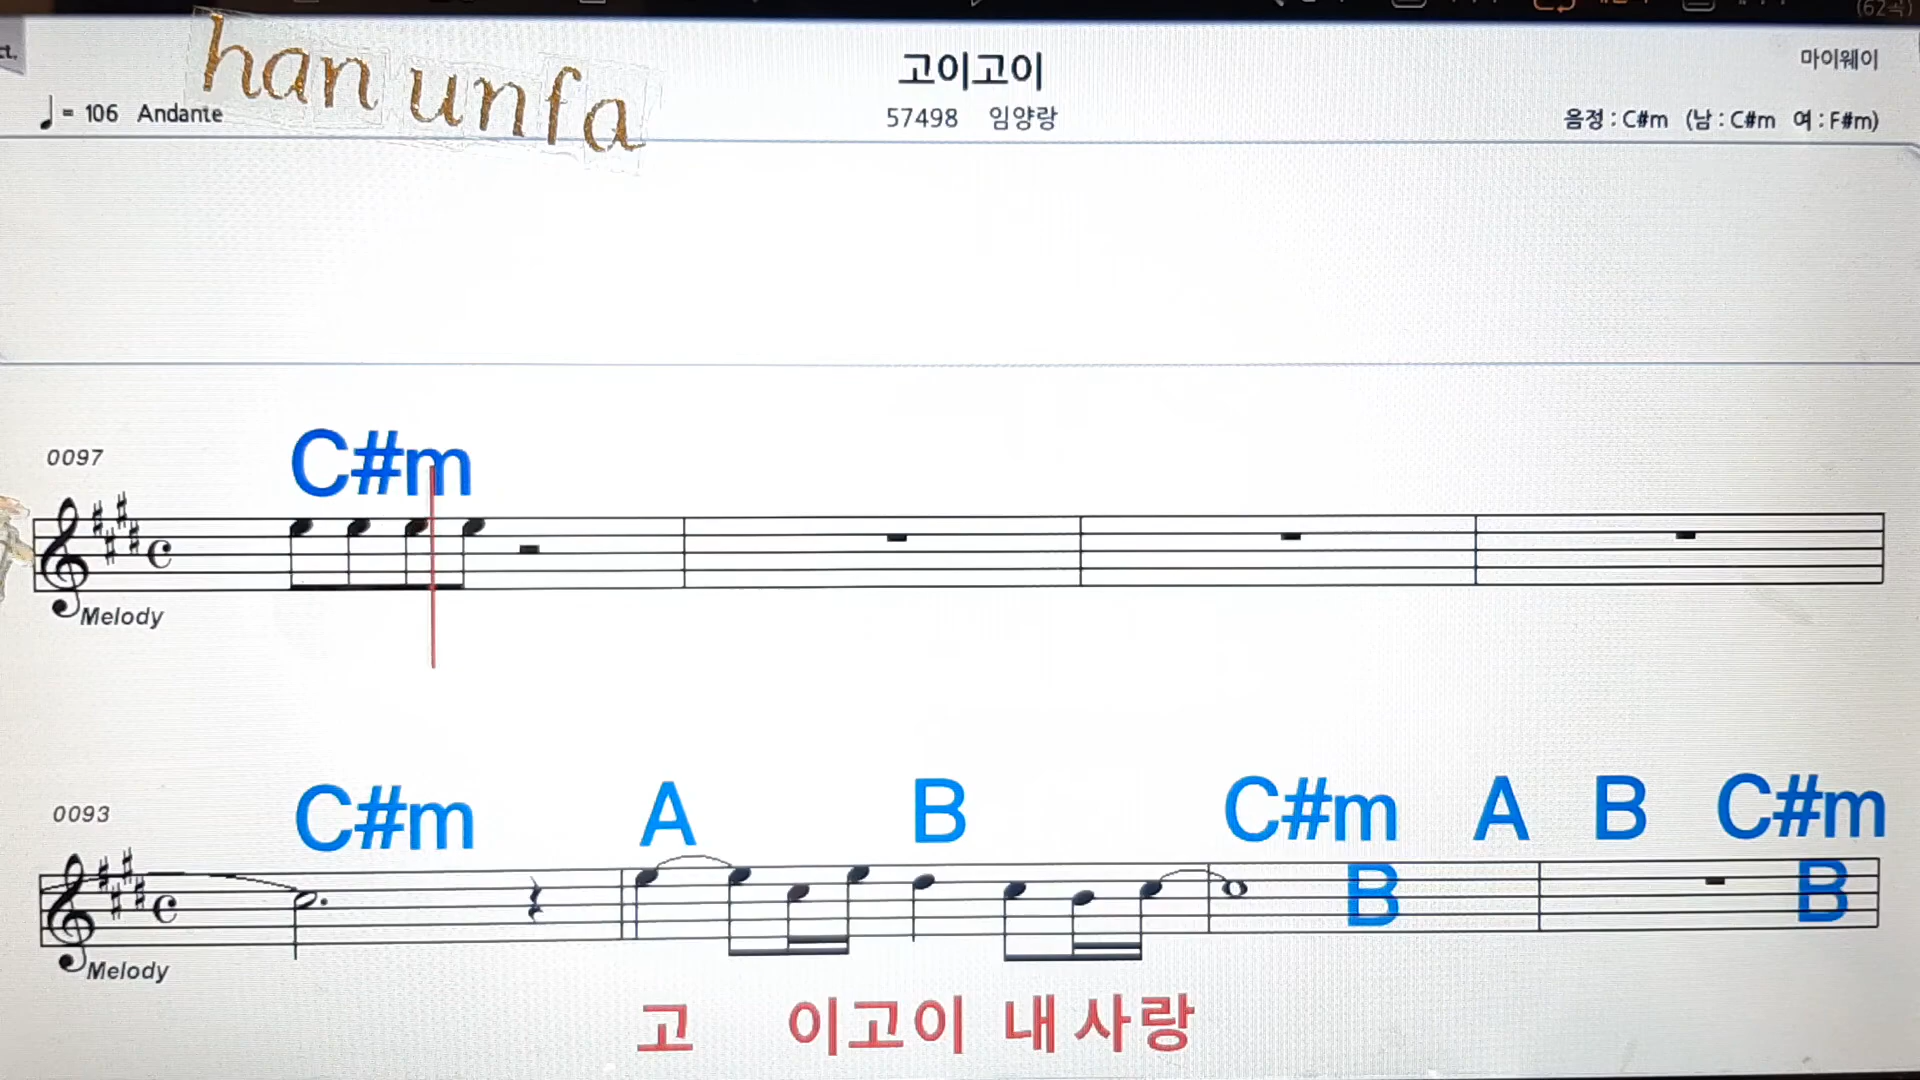 han unfa
고이고이
마이웨이
♩= 106 Andante
57498 임양랑
음정 : C#m (남 : C#m 여 : F#m)
0097
C#m
Melody
0093
C#m A B C#m A B C#m
B B
Melody
고 이고이 내사랑